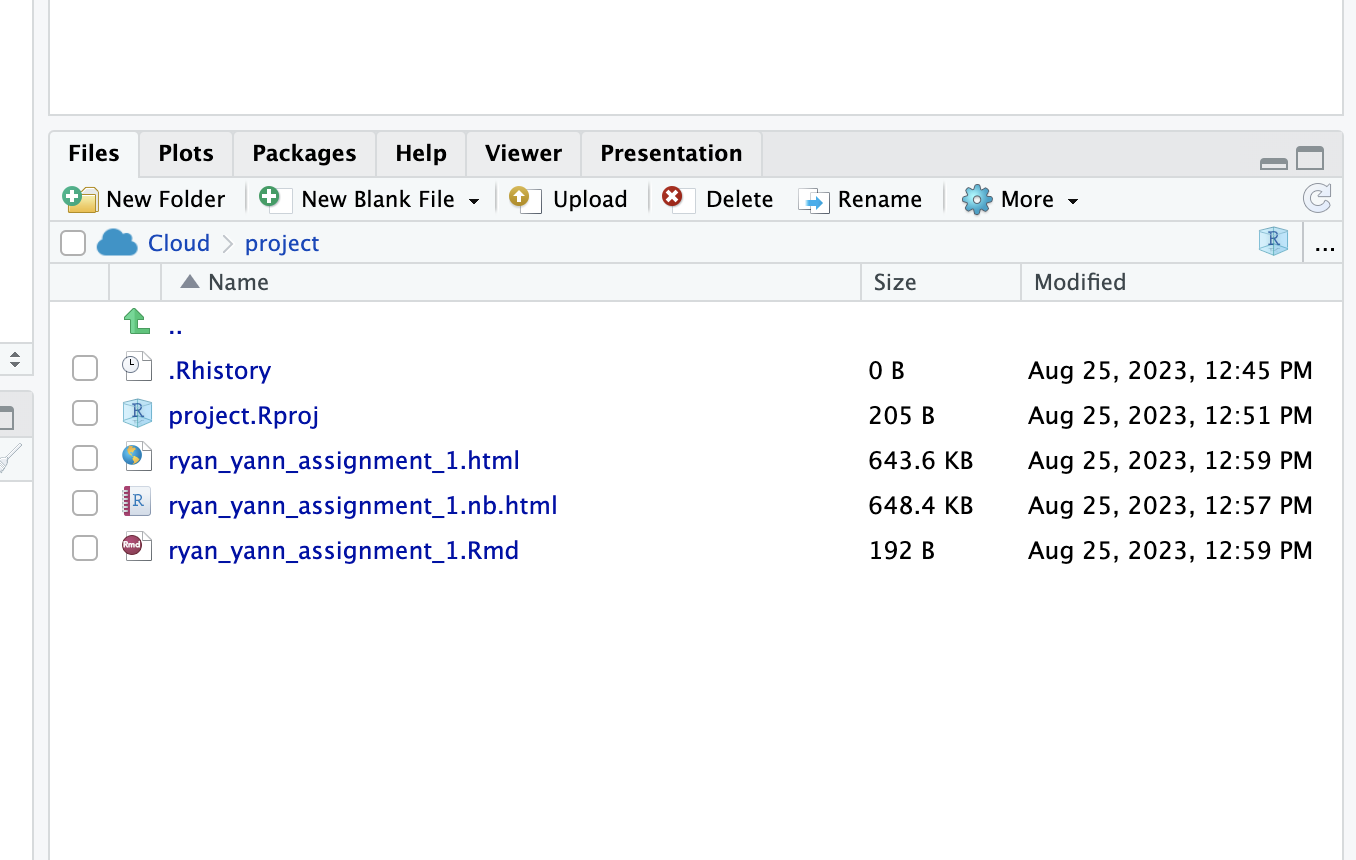 Files Plots Packages Help Viewer Presentation
New Folder New Blank File Upload Delete Rename More
Cloud project R ...
Name Size Modified
..
.Rhistory 0 B Aug 25, 2023, 12:45 PM
R project.Rproj 205 B Aug 25, 2023, 12:51 PM
ryan_yann_assignment_1.html 643.6 KB Aug 25, 2023, 12:59 PM
R ryan_yann_assignment_1.nb.html 648.4 KB Aug 25, 2023, 12:57 PM
Rmd ryan_yann_assignment_1.Rmd 192 B Aug 25, 2023, 12:59 PM